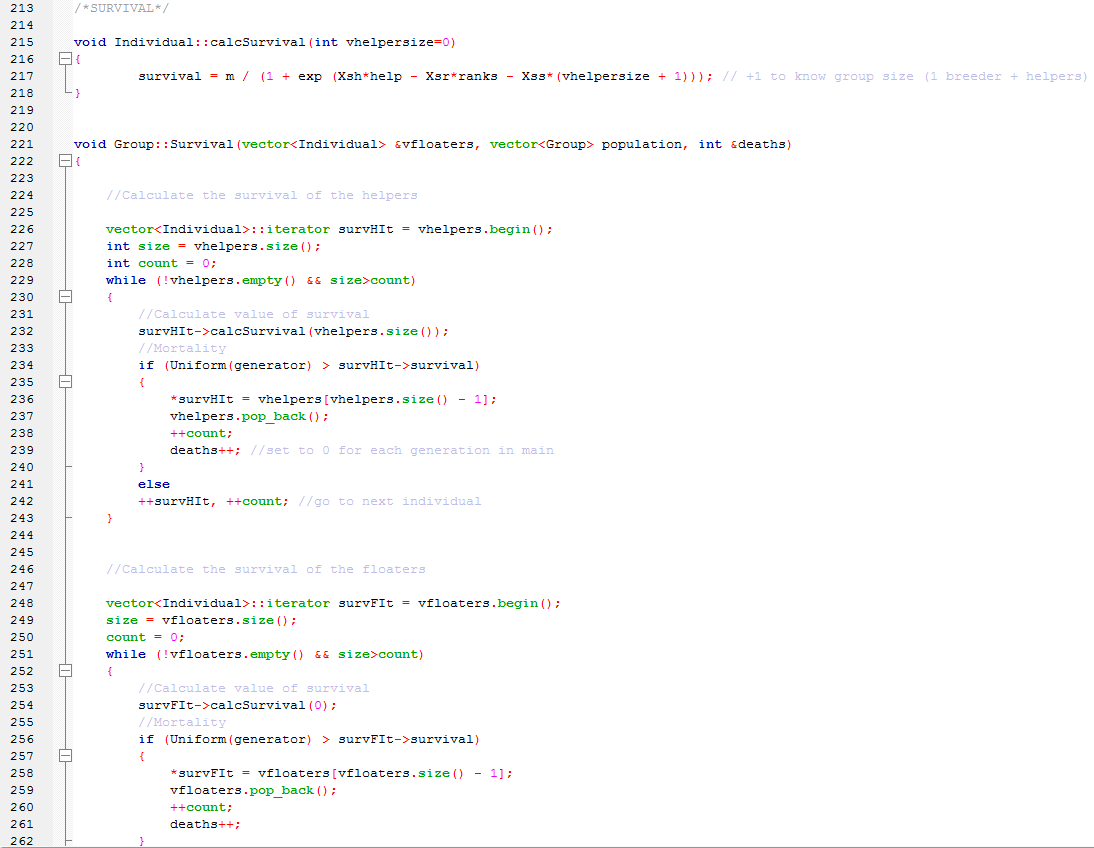 213 /*SURVIVAL*/
214
215 void Individual::calcSurvival(int vhelpersize=0)
216 {
217 survival = m / (1 + exp (Xsh*help - Xsr*ranks - Xss*(vhelpersize + 1))); // +1 to know group size (1 breeder + helpers)
218 }
219
220
221 void Group::Survival(vector<Individual> &vfloaters, vector<Group> population, int &deaths)
222 {
223
224 //Calculate the survival of the helpers
225
226 vector<Individual>::iterator survHIt = vhelpers.begin();
227 int size = vhelpers.size();
228 int count = 0;
229 while (!vhelpers.empty() && size>count)
230 {
231 //Calculate value of survival
232 survHIt->calcSurvival(vhelpers.size());
233 //Mortality
234 if (Uniform(generator) > survHIt->survival)
235 {
236 *survHIt = vhelpers[vhelpers.size() - 1];
237 vhelpers.pop_back();
238 ++count;
239 deaths++; //set to 0 for each generation in main
240 }
241 else
242 ++survHIt, ++count; //go to next individual
243 }
244
245
246 //Calculate the survival of the floaters
247
248 vector<Individual>::iterator survFIt = vfloaters.begin();
249 size = vfloaters.size();
250 count = 0;
251 while (!vfloaters.empty() && size>count)
252 {
253 //Calculate value of survival
254 survFIt->calcSurvival(0);
255 //Mortality
256 if (Uniform(generator) > survFIt->survival)
257 {
258 *survFIt = vfloaters[vfloaters.size() - 1];
259 vfloaters.pop_back();
260 ++count;
261 deaths++;
262 }